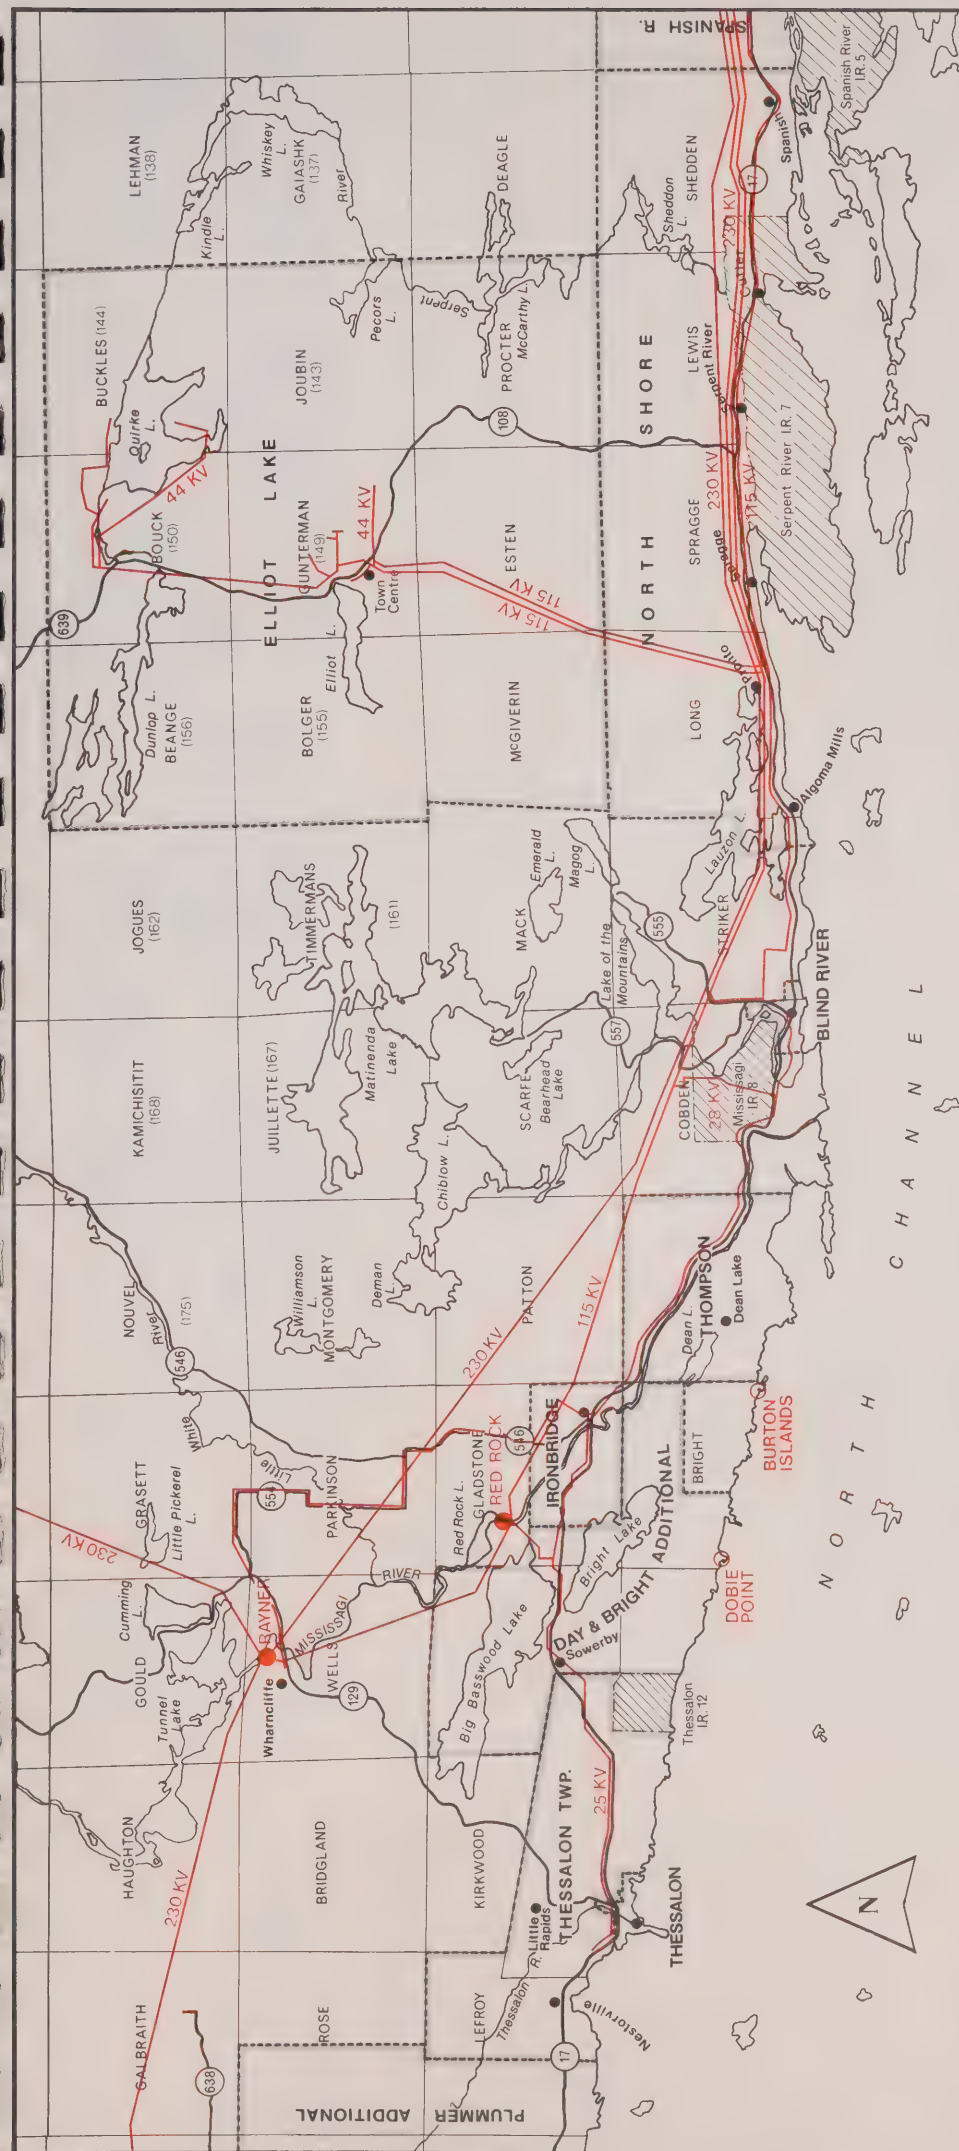 SPANISH R.
Spanish River
I.R. 5
LEHMAN
(138)
Whiskey
L.
GAIASHK
(137)
River
Kindle
L.
DEAGLE
SHEDDEN
Sheddon
L.
Spanish
17
230 KV
Cutler
BUCKLES (144)
Quirke
L.
44 KV
JOUBIN
(143)
Pecors
L.
Serpent
PROCTER
McCarthy L.
108
LEWIS
Serpent River
230 KV
115 KV
Serpent River I.R. 7
BOUCK
(150)
639
ELLIOT LAKE
GUNTERMAN
(149)
44 KV
Town
Centre
ESTEN
115 KV
115 KV
NORTH SHORE
SPRAGGE
Spragge
Dunlop L.
BEANGE
(156)
BOLGER
(155)
Elliot L.
McGIVERIN
LONG
Pronto
Algoma Mills
JOGUES
(162)
TIMMERMANS
(161)
MACK
Emerald
L.
Magog
L.
Lauzon L.
STRIKER
555
Lake of the
Mountains
557
BLIND RIVER
KAMICHISITIT
(168)
JUILLETTE (167)
Matinenda
Lake
SCARFE
Bearhead
Lake
Chiblow L.
COBDEN
28 KV
Mississagi
I.R. 8
NOUVEL
(175)
River
546
White
Little
Williamson
L.
MONTGOMERY
Deman
L.
PATTON
230 KV
115 KV
THOMPSON
Dean L.
Dean Lake
GRASETT
Little Pickerel
L.
230 KV
554
PARKINSON
546
GLADSTONE
RED ROCK
Red Rock L.
IRONBRIDGE
BRIGHT
BURTON
ISLANDS
Cumming
L.
RAYNER
MISSISSAGI
RIVER
WELLS
Bright Lake
DAY & BRIGHT ADDITIONAL
DOBIE
POINT
GOULD
Tunnel
Lake
Wharncliffe
129
Big Basswood Lake
Sowerby
Thessalon
I.R. 12
HAUGHTON
230 KV
BRIDGLAND
KIRKWOOD
THESSALON TWP.
25 KV
Little
Rapids
THESSALON
GALBRAITH
638
ROSE
LEFROY
Thessalon R.
Nestorville
17
PLUMMER ADDITIONAL
NORTH CHANNEL
N